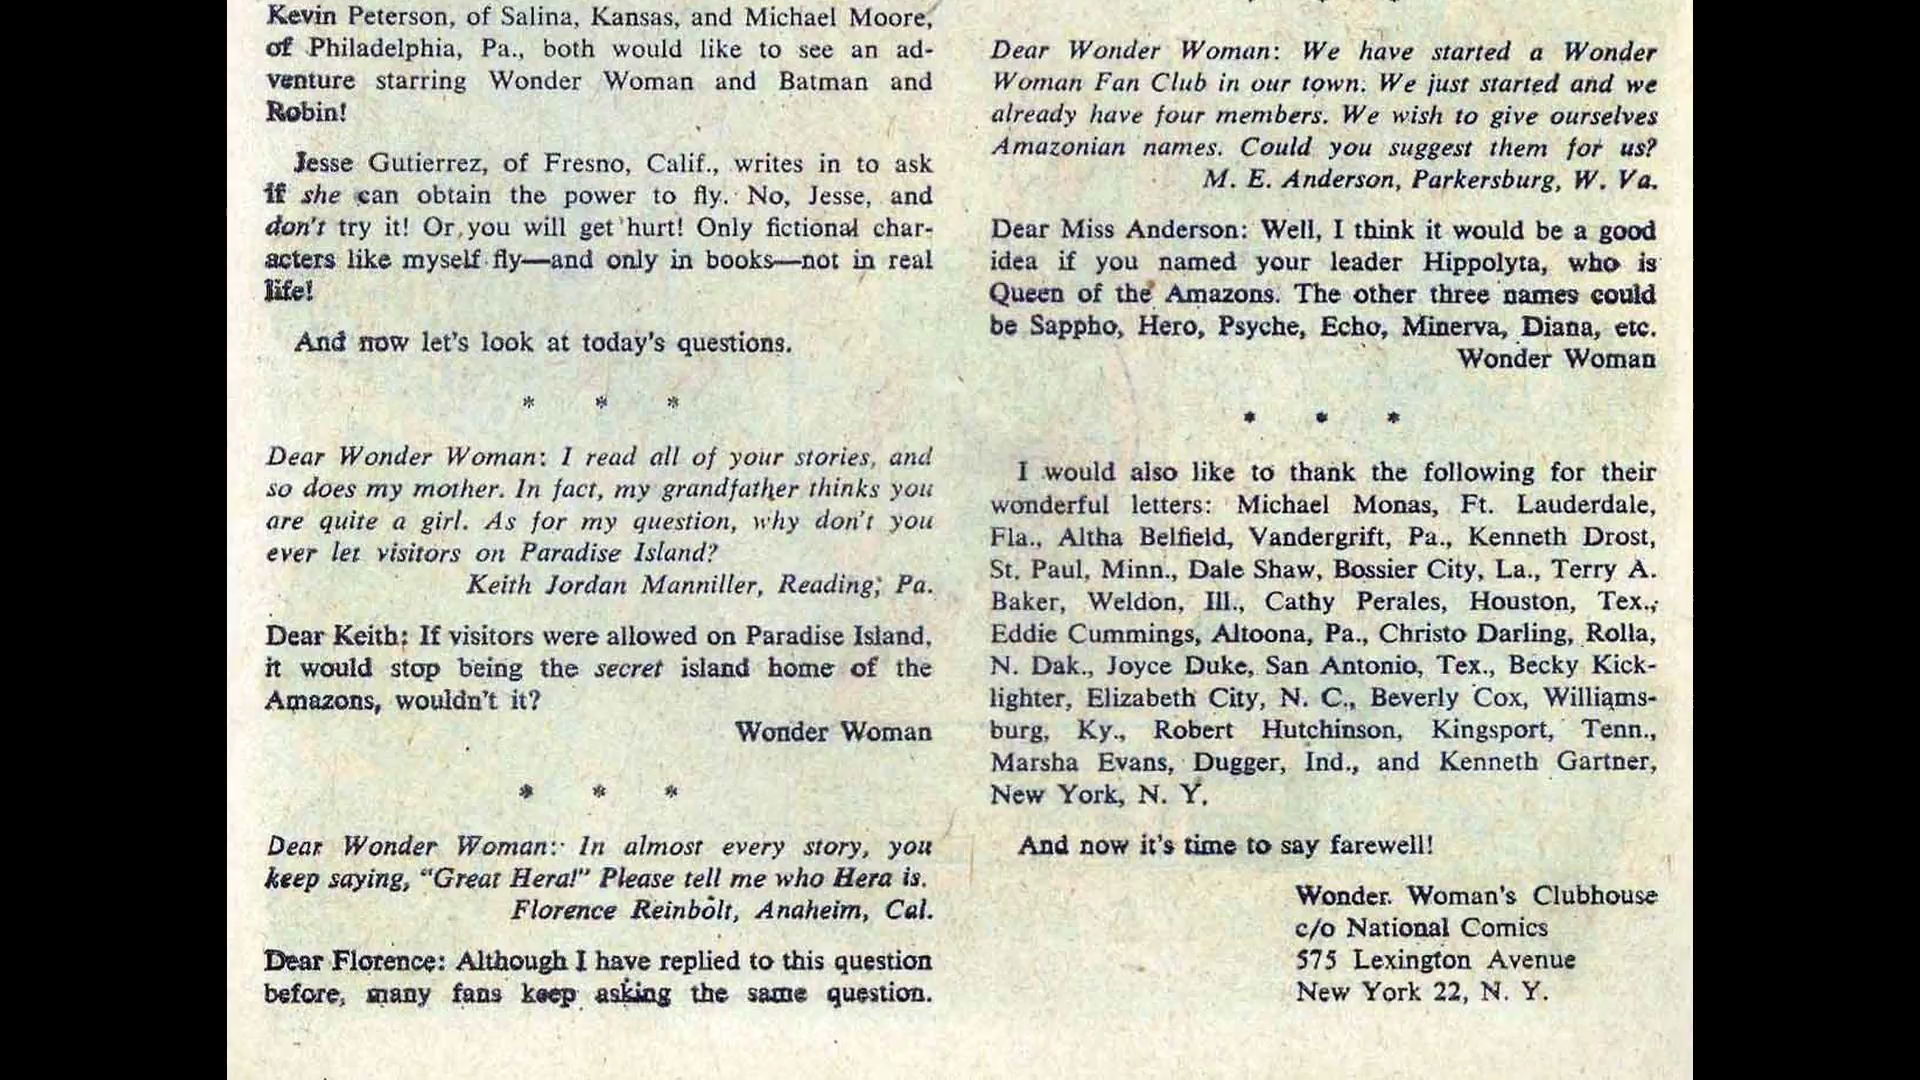 Kevin Peterson, of Salina, Kansas, and Michael Moore,
of Philadelphia, Pa., both would like to see an ad-
venture starring Wonder Woman and Batman and
Robin!
Jesse Gutierrez, of Fresno, Calif., writes in to ask
if she can obtain the power to fly. No, Jesse, and
don't try it! Or you will get hurt! Only fictional char-
acters like myself fly—and only in books—not in real
life!
And now let's look at today's questions.
* * *
Dear Wonder Woman: I read all of your stories, and
so does my mother. In fact, my grandfather thinks you
are quite a girl. As for my question, why don't you
ever let visitors on Paradise Island?
Keith Jordan Manniller, Reading, Pa.
Dear Keith: If visitors were allowed on Paradise Island,
it would stop being the secret island home of the
Amazons, wouldn't it?
Wonder Woman
* * *
Dear Wonder Woman: In almost every story, you
keep saying, "Great Hera!" Please tell me who Hera is.
Florence Reinbolt, Anaheim, Cal.
Dear Florence: Although I have replied to this question
before, many fans keep asking the same question.
Dear Wonder Woman: We have started a Wonder
Woman Fan Club in our town. We just started and we
already have four members. We wish to give ourselves
Amazonian names. Could you suggest them for us?
M. E. Anderson, Parkersburg, W. Va.
Dear Miss Anderson: Well, I think it would be a good
idea if you named your leader Hippolyta, who is
Queen of the Amazons. The other three names could
be Sappho, Hero, Psyche, Echo, Minerva, Diana, etc.
Wonder Woman
* * *
I would also like to thank the following for their
wonderful letters: Michael Monas, Ft. Lauderdale,
Fla., Altha Belfield, Vandergrift, Pa., Kenneth Drost,
St. Paul, Minn., Dale Shaw, Bossier City, La., Terry A.
Baker, Weldon, Ill., Cathy Perales, Houston, Tex.,
Eddie Cummings, Altoona, Pa., Christo Darling, Rolla,
N. Dak., Joyce Duke, San Antonio, Tex., Becky Kick-
lighter, Elizabeth City, N. C., Beverly Cox, Williams-
burg, Ky., Robert Hutchinson, Kingsport, Tenn.,
Marsha Evans, Dugger, Ind., and Kenneth Gartner,
New York, N. Y.
And now it's time to say farewell!
Wonder Woman's Clubhouse
c/o National Comics
575 Lexington Avenue
New York 22, N. Y.